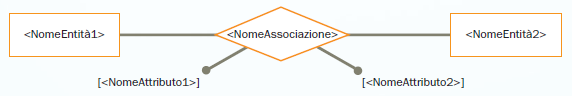 <NomeEntità1> <NomeAssociazione> <NomeEntità2>
[<NomeAttributo1>] [<NomeAttributo2>]